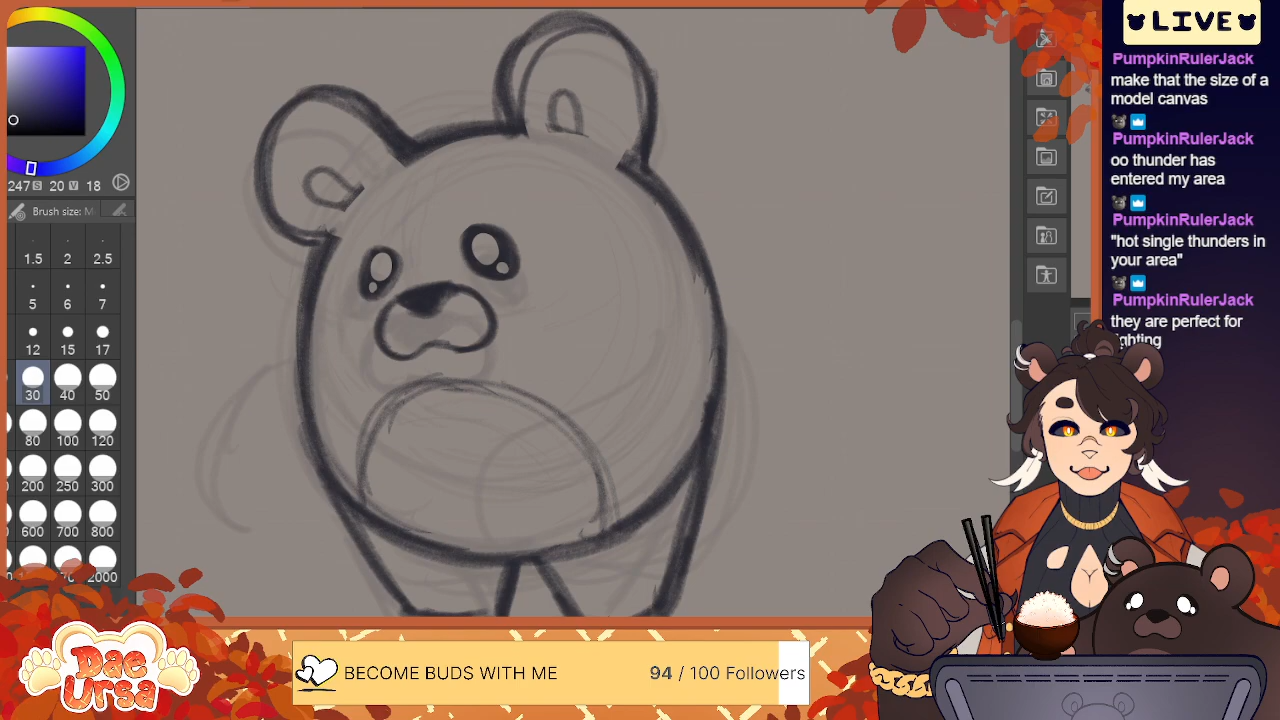 LIVE
PumpkinRulerJack
make that the size of a
model canvas
PumpkinRulerJack
oo thunder has
entered my area
PumpkinRulerJack
"hot single thunders in
your area"
PumpkinRulerJack
they are perfect for
247 S 20 V 18
Brush size: M
1.5 2 2.5
5 6 7
12 15 17
30 40 50
80 100 120
200 250 300
600 700 800
2000
Dae
Ursa
BECOME BUDS WITH ME
94 / 100 Followers